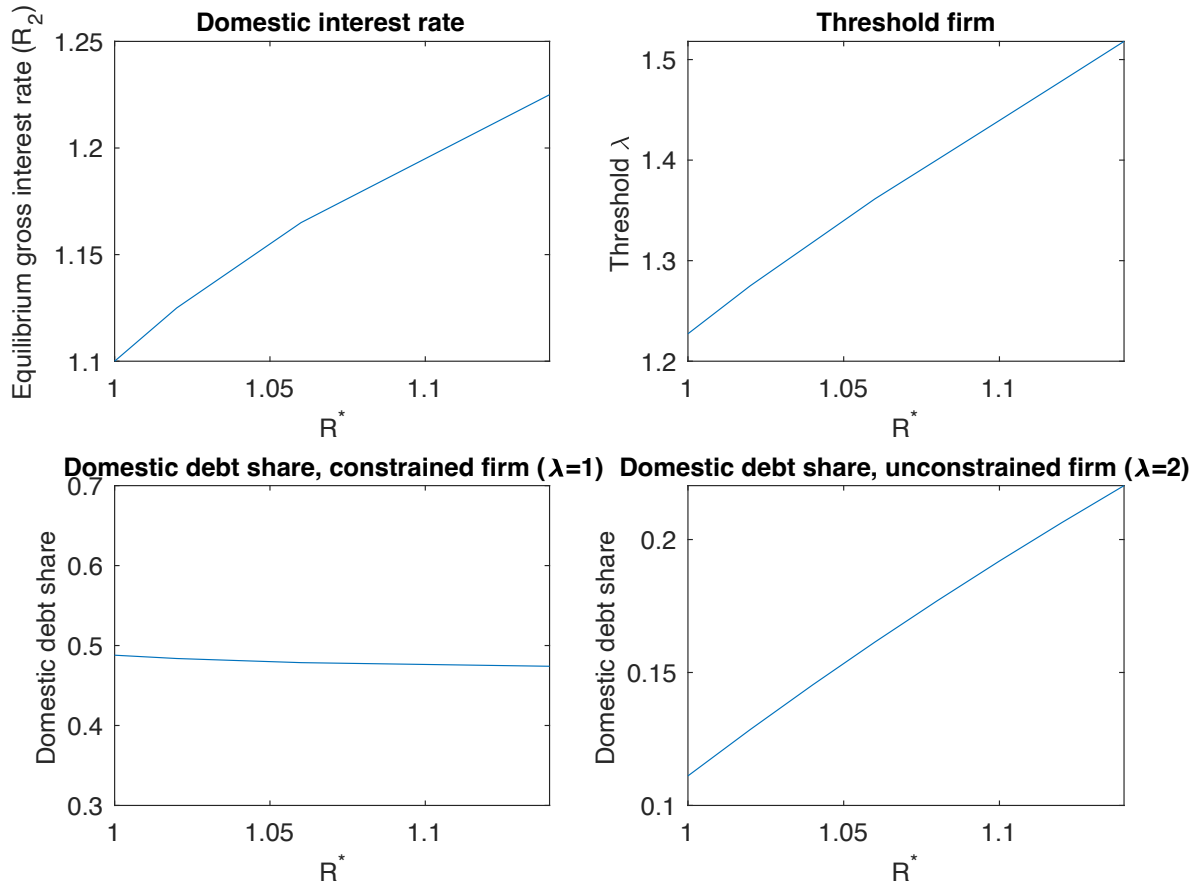 Domestic interest rate
Equilibrium gross interest rate (R₂)
1.25
1.2
1.15
1.1
1
1.05
1.1
R*
Threshold firm
Threshold λ
1.5
1.4
1.3
1.2
1
1.05
1.1
R*
Domestic debt share, constrained firm (λ=1)
Domestic debt share
0.7
0.6
0.5
0.4
0.3
1
1.05
1.1
R*
Domestic debt share, unconstrained firm (λ=2)
Domestic debt share
0.2
0.15
0.1
1
1.05
1.1
R*